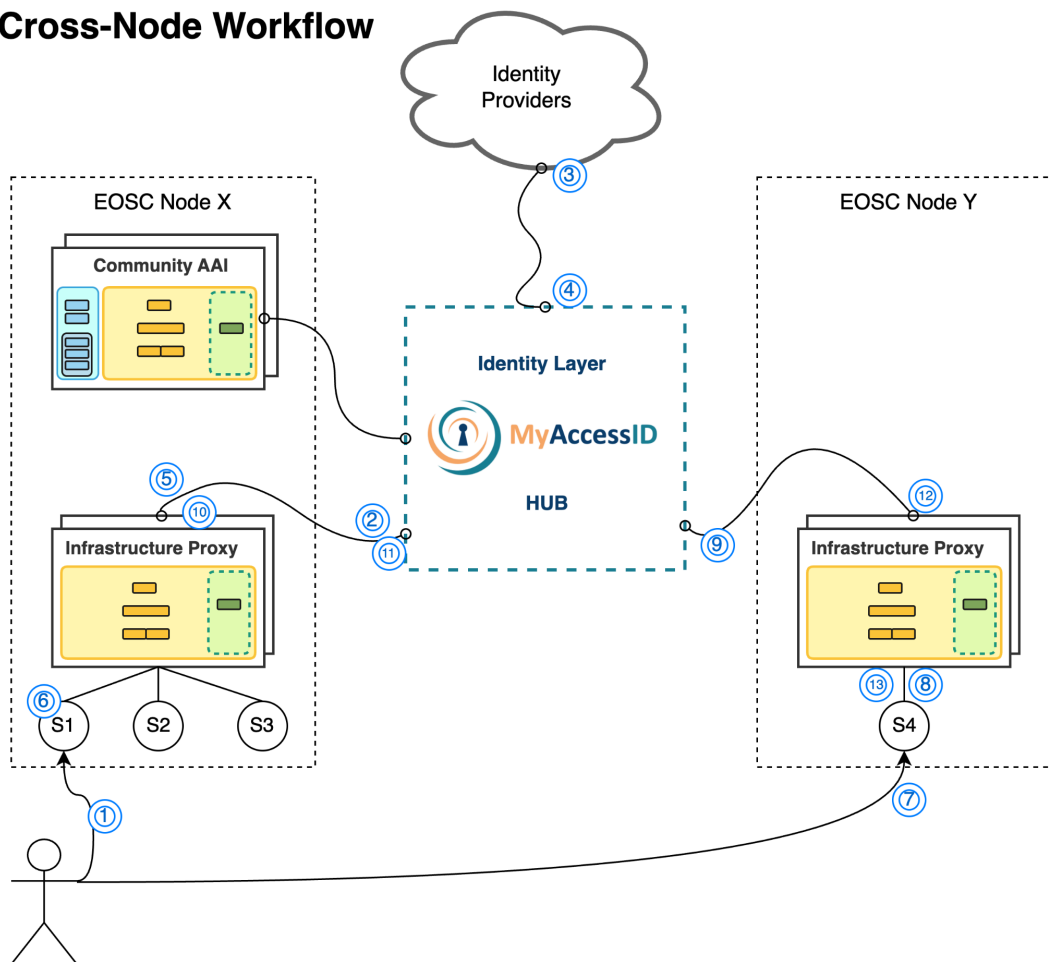 Cross-Node Workflow
Identity
Providers
③
EOSC Node X
EOSC Node Y
Community AAI
④
Identity Layer
MyAccessID
HUB
⑤
⑩
②
⑪
⑨
⑫
Infrastructure Proxy
Infrastructure Proxy
⑥
⑬
⑧
S1
S2
S3
S4
①
⑦